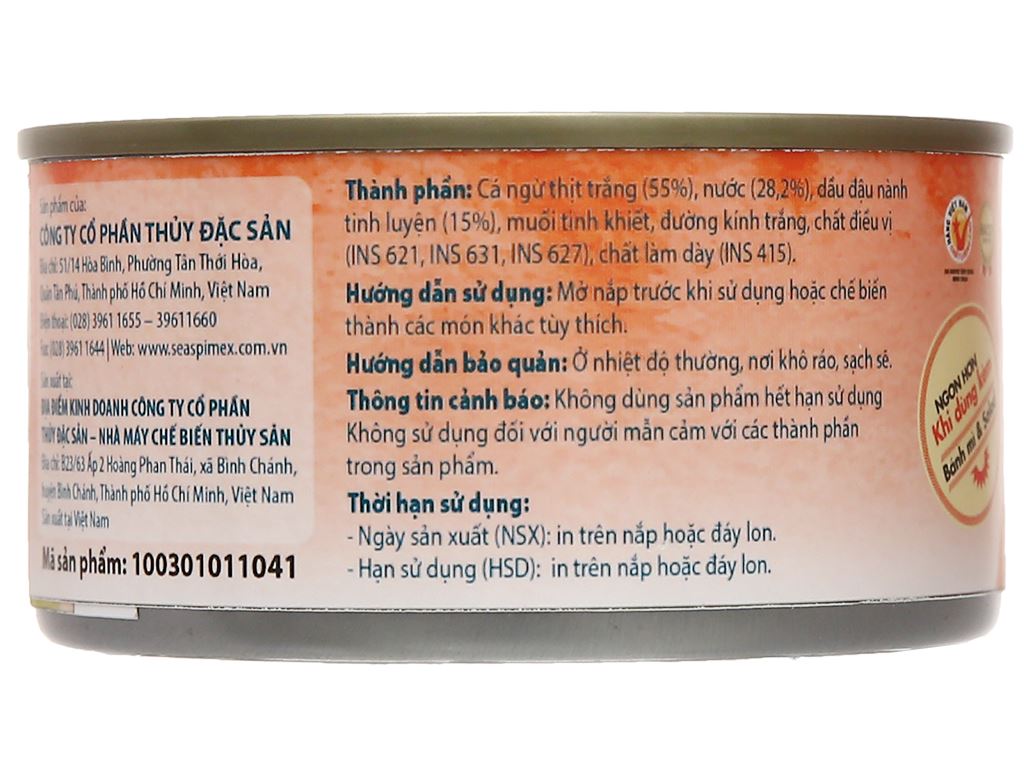 Sản phẩm của:
CÔNG TY CỔ PHẦN THỦY ĐẶC SẢN
Địa chỉ: 51/14 Hòa Bình, Phường Tân Thới Hòa,
Quận Tân Phú, Thành phố Hồ Chí Minh, Việt Nam
Điện thoại: (028) 3961 1655 – 39611660
Fax: (028) 3961 1644 | Web: www.seaspimex.com.vn
Sản xuất tại:
ĐỊA ĐIỂM KINH DOANH CÔNG TY CỔ PHẦN
THỦY ĐẶC SẢN – NHÀ MÁY CHẾ BIẾN THỦY SẢN
Địa chỉ: B23/63 Ấp 2 Hoàng Phan Thái, xã Bình Chánh,
huyện Bình Chánh, Thành phố Hồ Chí Minh, Việt Nam
Sản xuất tại Việt Nam
Mã sản phẩm: 100301011041
Thành phần: Cá ngừ thịt trắng (55%), nước (28,2%), dầu đậu nành
tinh luyện (15%), muối tinh khiết, đường kính trắng, chất điều vị
(INS 621, INS 631, INS 627), chất làm dày (INS 415).
Hướng dẫn sử dụng: Mở nắp trước khi sử dụng hoặc chế biến
thành các món khác tùy thích.
Hướng dẫn bảo quản: Ở nhiệt độ thường, nơi khô ráo, sạch sẽ.
Thông tin cảnh báo: Không dùng sản phẩm hết hạn sử dụng
Không sử dụng đối với người mẫn cảm với các thành phần
trong sản phẩm.
Thời hạn sử dụng:
- Ngày sản xuất (NSX): in trên nắp hoặc đáy lon.
- Hạn sử dụng (HSD): in trên nắp hoặc đáy lon.
NGON HƠN
Khi dùng kèm
Bánh mì & Salad